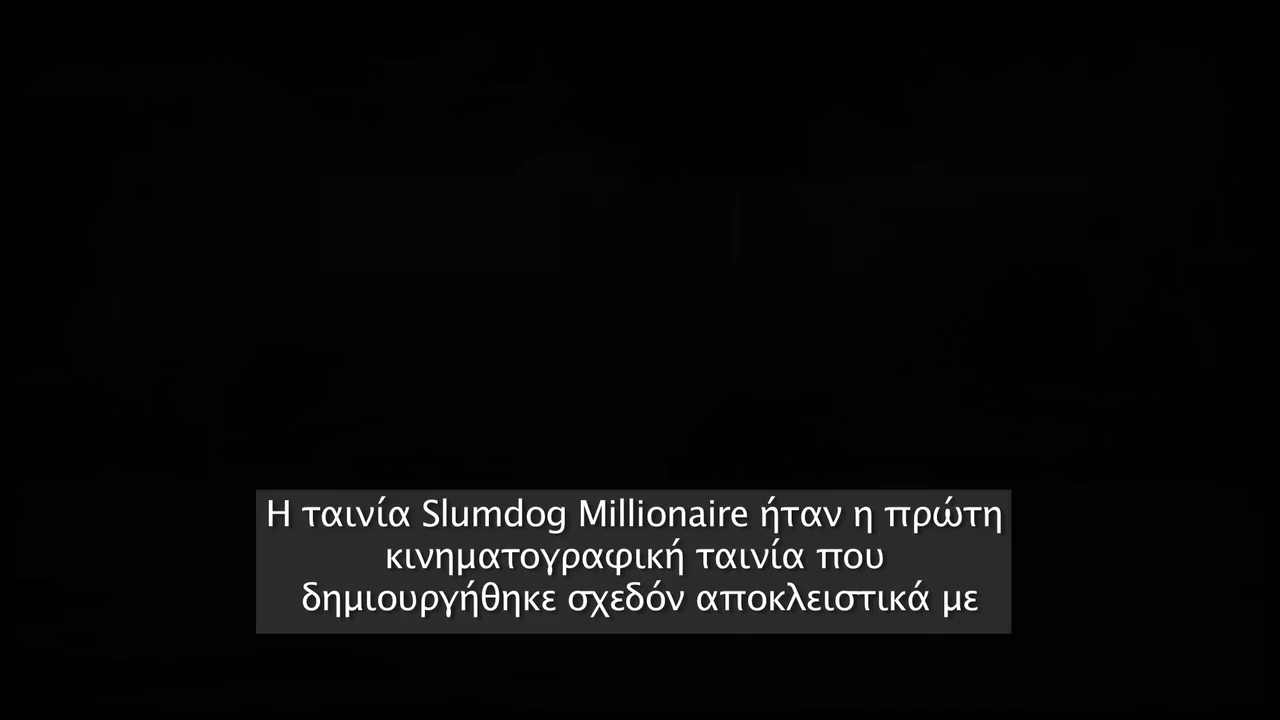 Η ταινία Slumdog Millionaire ήταν η πρώτη
κινηματογραφική ταινία που
δημιουργήθηκε σχεδόν αποκλειστικά με